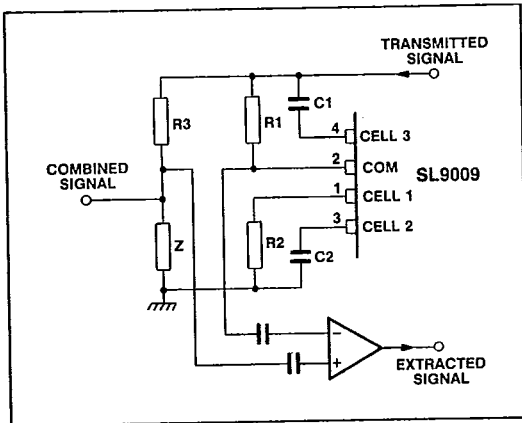 TRANSMITTED
SIGNAL
C1
R3
R1
4
CELL 3
COMBINED
SIGNAL
2
COM
SL9009
1
CELL 1
3
CELL 2
Z
R2
C2
−
+
EXTRACTED
SIGNAL